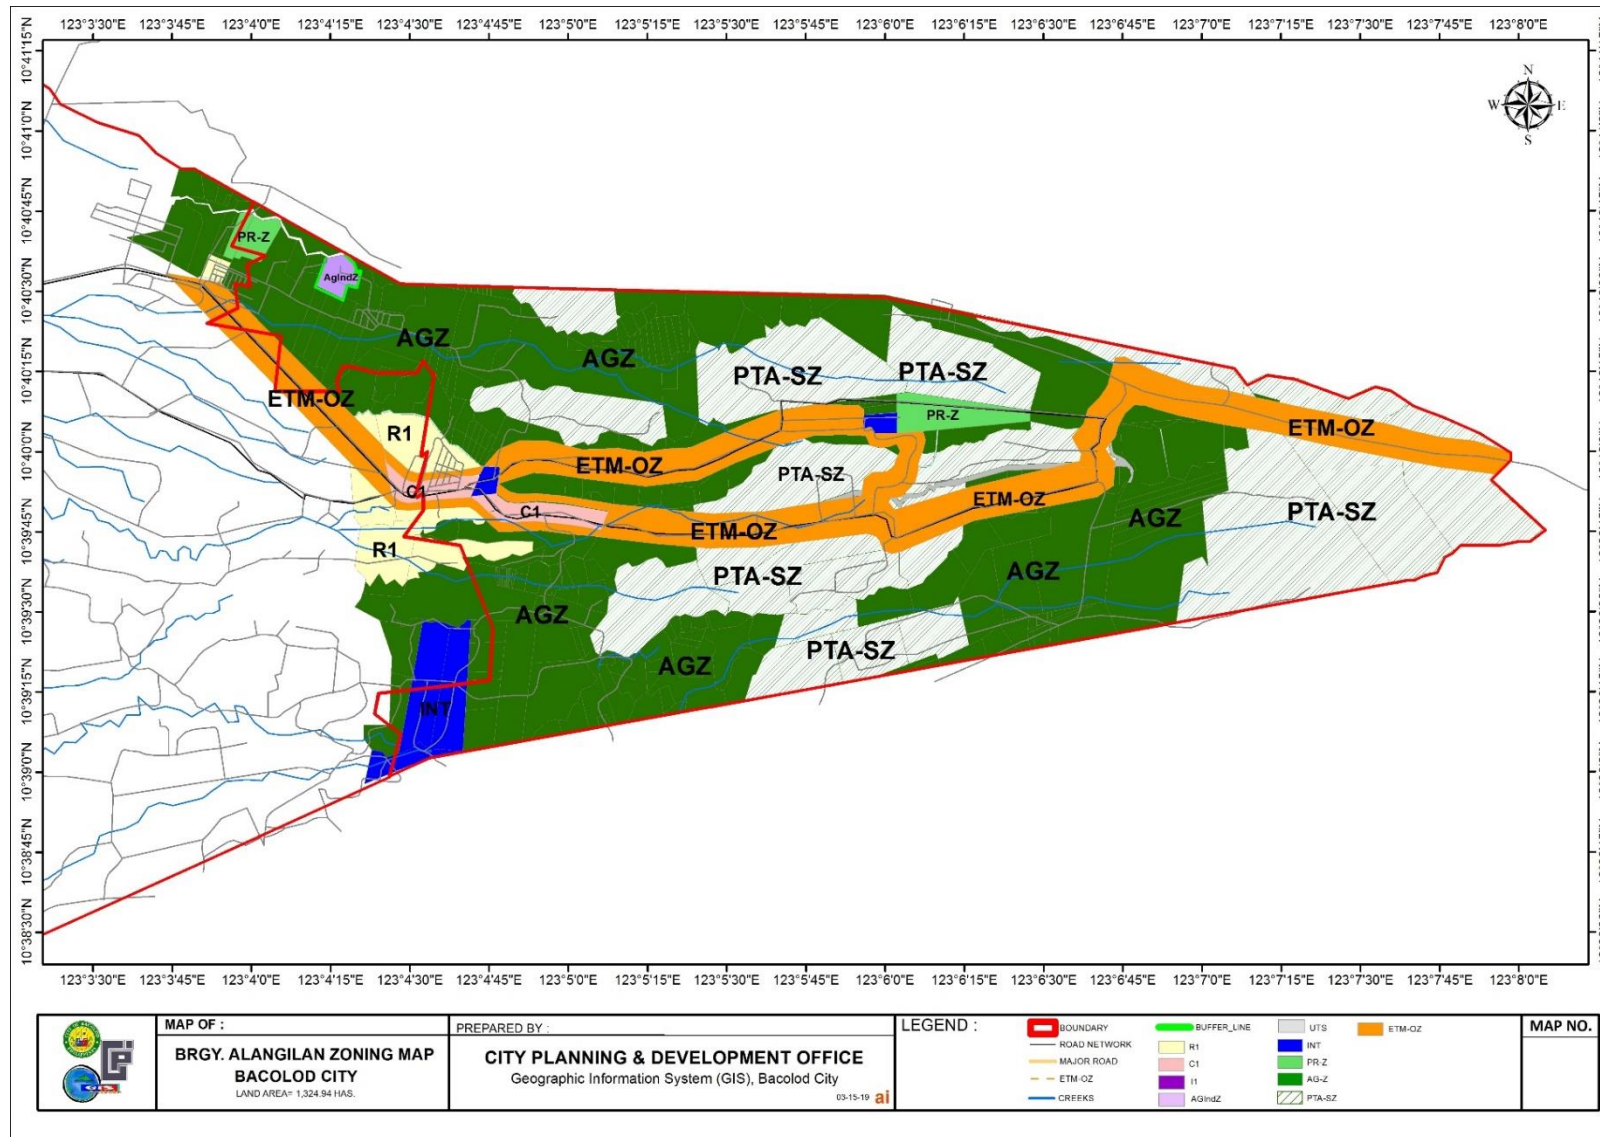 123°3'30"E 123°3'45"E 123°4'0"E 123°4'15"E 123°4'30"E 123°4'45"E 123°5'0"E 123°5'15"E 123°5'30"E 123°5'45"E 123°6'0"E 123°6'15"E 123°6'30"E 123°6'45"E 123°7'0"E 123°7'15"E 123°7'30"E 123°7'45"E 123°8'0"E
10°41'15"N
10°41'0"N
10°40'45"N
10°40'30"N
10°40'15"N
10°40'0"N
10°39'45"N
10°39'30"N
10°39'15"N
10°39'0"N
10°38'45"N
10°38'30"N
N
W E
S
PR-Z
AgIndZ
AGZ
AGZ
PTA-SZ
PTA-SZ
ETM-OZ
PR-Z
R1
ETM-OZ
ETM-OZ
PTA-SZ
C1
C1
ETM-OZ
ETM-OZ
AGZ
PTA-SZ
R1
PTA-SZ
AGZ
AGZ
PTA-SZ
AGZ
INT
123°3'30"E 123°3'45"E 123°4'0"E 123°4'15"E 123°4'30"E 123°4'45"E 123°5'0"E 123°5'15"E 123°5'30"E 123°5'45"E 123°6'0"E 123°6'15"E 123°6'30"E 123°6'45"E 123°7'0"E 123°7'15"E 123°7'30"E 123°7'45"E 123°8'0"E
MAP OF :
BRGY. ALANGILAN ZONING MAP
BACOLOD CITY
LAND AREA= 1,324.94 HAS.
PREPARED BY :
CITY PLANNING & DEVELOPMENT OFFICE
Geographic Information System (GIS), Bacolod City
03-15-19 ai
LEGEND :
BOUNDARY
ROAD NETWORK
MAJOR ROAD
ETM-OZ
CREEKS
BUFFER_LINE
R1
C1
I1
AGIndZ
UTS
INT
PR-Z
AG-Z
PTA-SZ
ETM-OZ
MAP NO.